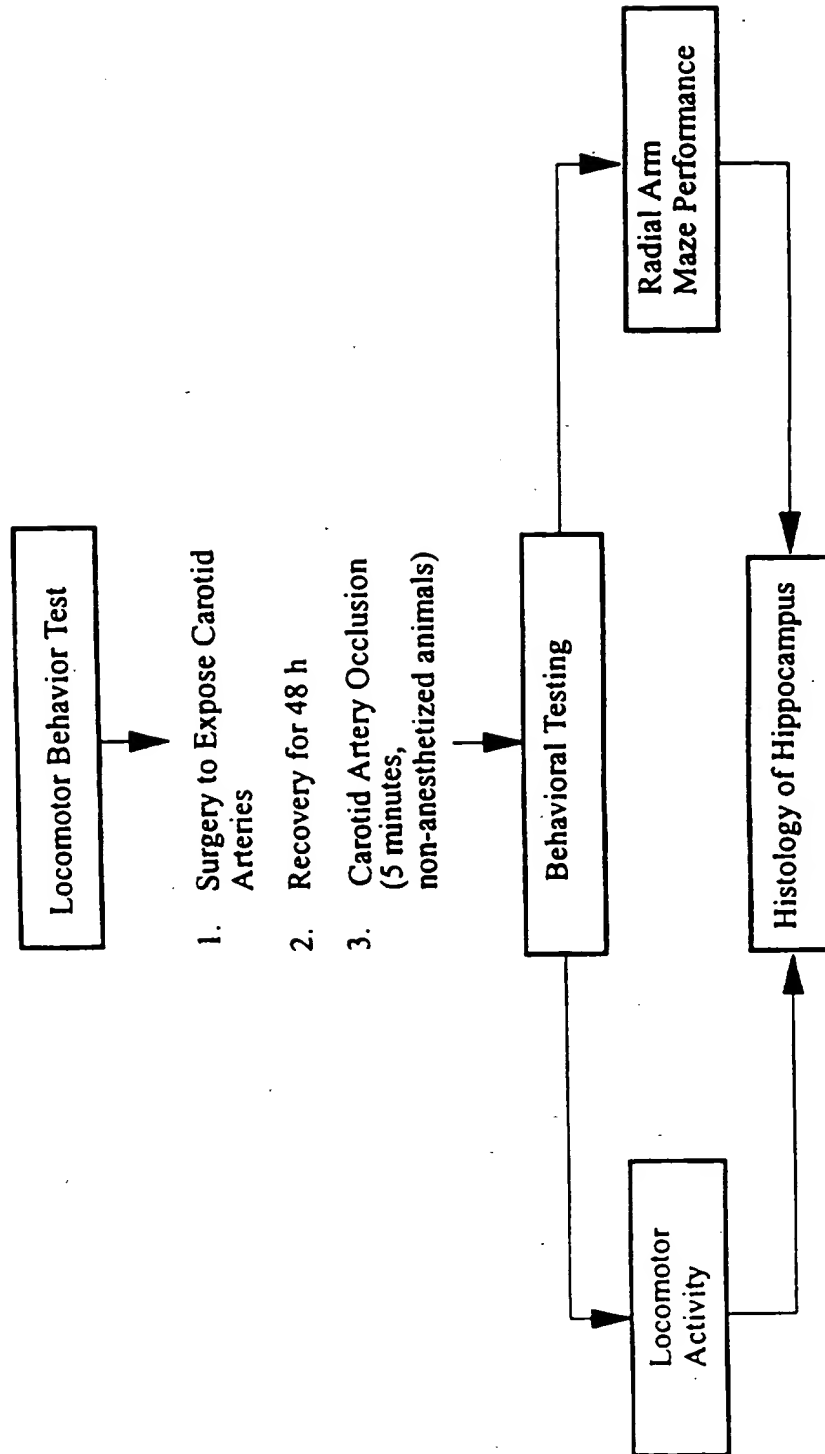 Locomotor Behavior Test
1. Surgery to Expose Carotid
Arteries
2. Recovery for 48 h
3. Carotid Artery Occlusion
(5 minutes,
non-anesthetized animals)
Behavioral Testing
Locomotor
Activity
Radial Arm
Maze Performance
Histology of Hippocampus